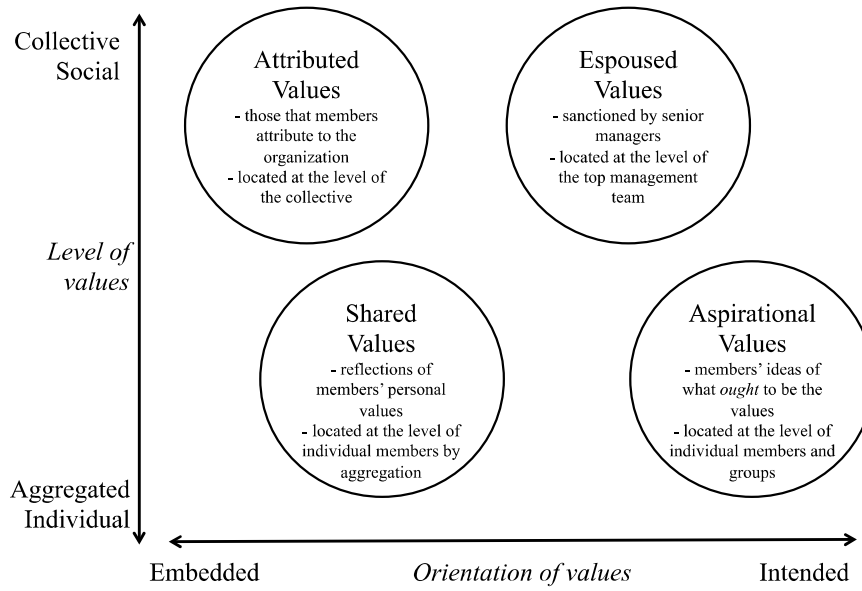 Collective
Social
Attributed
Values
- those that members
attribute to the
organization
- located at the level of
the collective
Espoused
Values
- sanctioned by senior
managers
- located at the level of
the top management
team
Level of
values
Shared
Values
- reflections of
members’ personal
values
- located at the level of
individual members by
aggregation
Aspirational
Values
- members’ ideas of
what ought to be the
values
- located at the level of
individual members and
groups
Aggregated
Individual
Embedded
Orientation of values
Intended